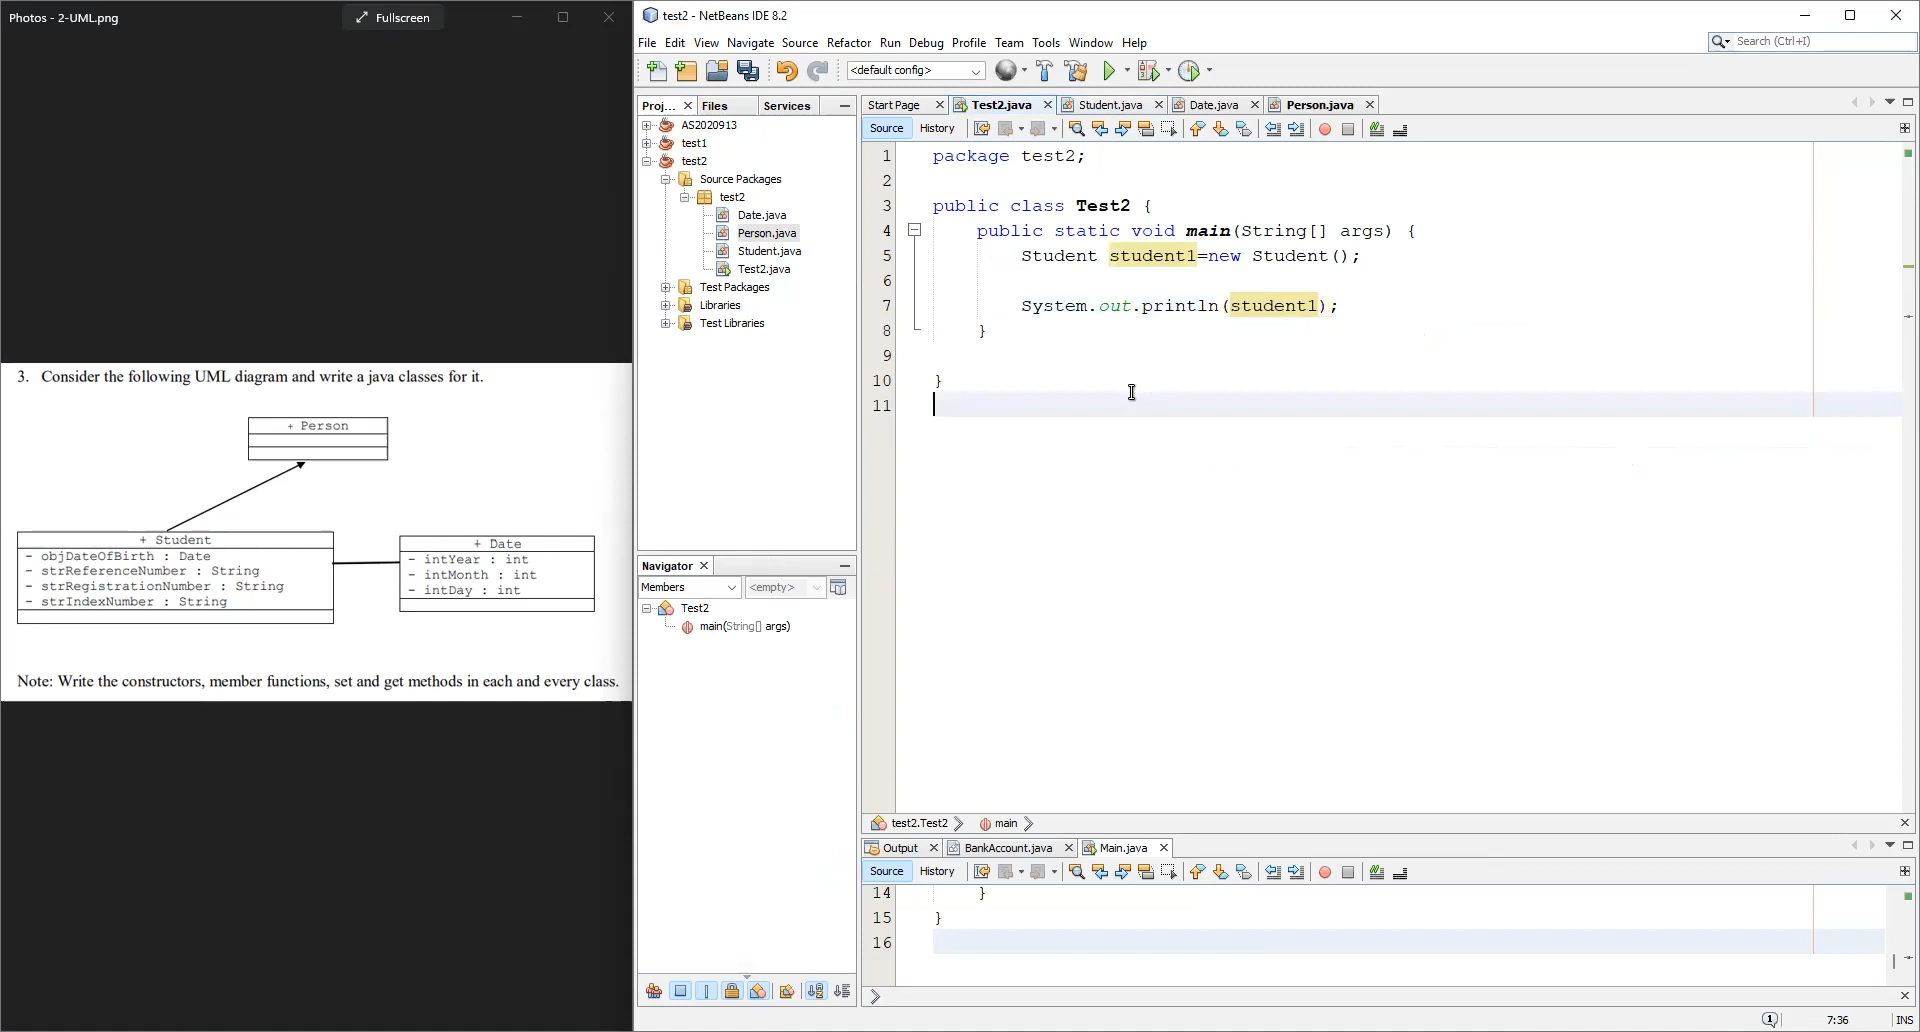 Photos - 2-UML.png
Fullscreen
3. Consider the following UML diagram and write a java classes for it.
+ Person
+ Student
- objDateOfBirth : Date
- strReferenceNumber : String
- strRegistrationNumber : String
- strIndexNumber : String
+ Date
- intYear : int
- intMonth : int
- intDay : int
Note: Write the constructors, member functions, set and get methods in each and every class.
test2 - NetBeans IDE 8.2
File Edit View Navigate Source Refactor Run Debug Profile Team Tools Window Help
Search (Ctrl+I)
<default config>
Proj... Files Services
AS2020913
test1
test2
Source Packages
test2
Date.java
Person.java
Student.java
Test2.java
Test Packages
Libraries
Test Libraries
Navigator
Members
<empty>
Test2
main(String[] args)
Start Page Test2.java Student.java Date.java Person.java
Source History
1 package test2;
2
3 public class Test2 {
4 public static void main(String[] args) {
5 Student student1=new Student();
6
7 System.out.println(student1);
8 }
9
10 }
11
test2.Test2 main
Output BankAccount.java Main.java
Source History
14 }
15 }
16
1 7:36 INS